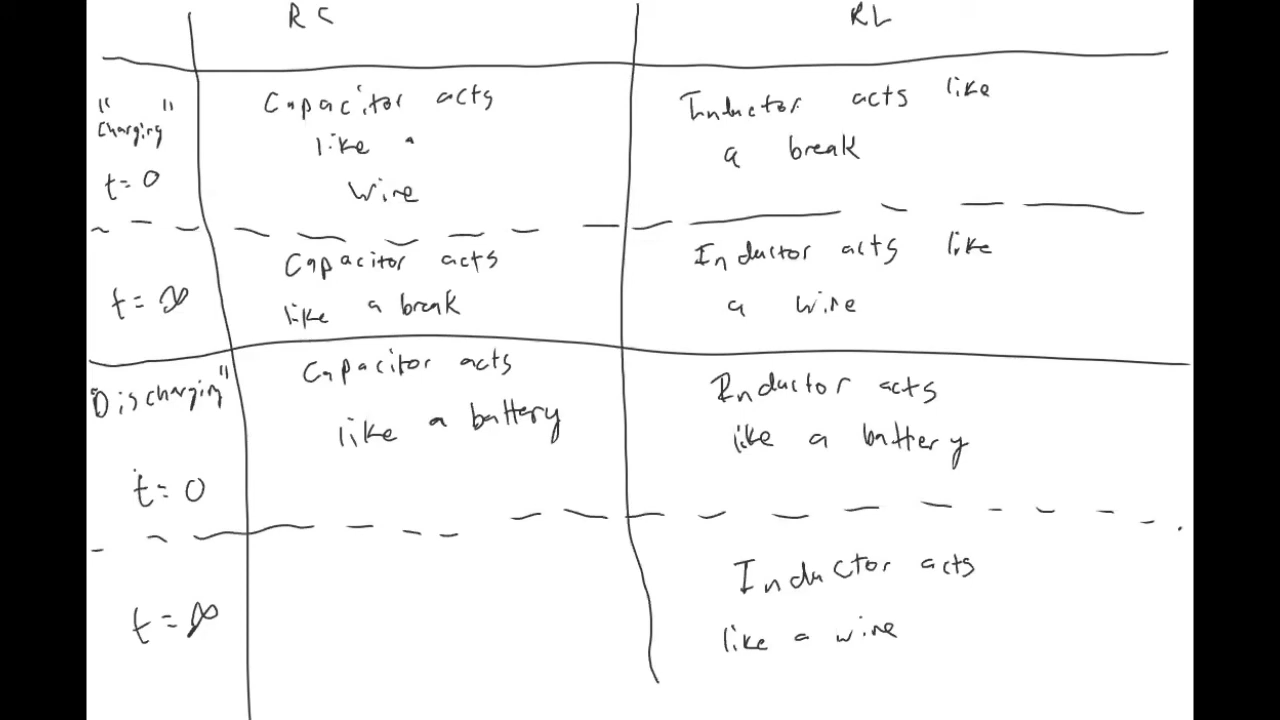 RC
RL
"Charging"
t=0
Capacitor acts
like a
wire
Inductor acts like
a break
t=∞
Capacitor acts
like a break
Inductor acts like
a wire
"Discharging"
t=0
Capacitor acts
like a battery
Inductor acts
like a battery
t=∞
Inductor acts
like a wire